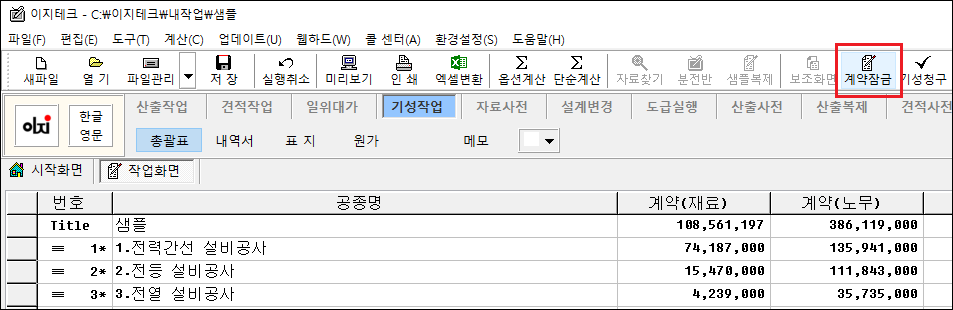 이지테크 - C:₩이지테크₩내작업₩샘플
파일(F) 편집(E) 도구(T) 계산(C) 업데이트(U) 웹하드(W) 콜 센타(A) 환경설정(S) 도움말(H)
새파일 열 기 파일관리 저 장 실행취소 미리보기 인 쇄 엑셀변환 옵션계산 단순계산 자료찾기 분전반 샘플복제 보조화면 계약잠금 기성청구
산출작업 견적작업 일위대가 기성작업 자료사전 설계변경 도급실행 산출사전 산출복제 견적사전
한글
영문
총괄표 내역서 표 지 원가 메모
시작화면 작업화면
번호 공종명 계약(재료) 계약(노무)
Title 샘플 108,561,197 386,119,000
1* 1.전력간선 설비공사 74,187,000 135,941,000
2* 2.전등 설비공사 15,470,000 111,843,000
3* 3.전열 설비공사 4,239,000 35,735,000